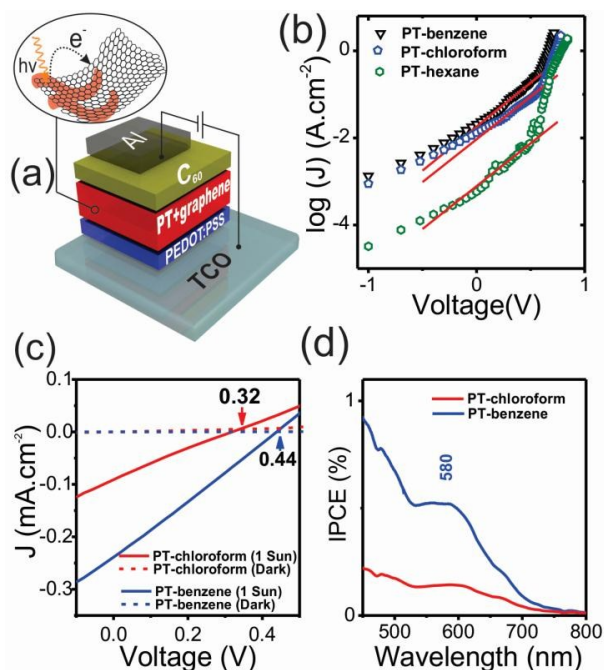 (a)
hν
e-
Al
C60
PT+graphene
PEDOT:PSS
TCO
(b)
PT-benzene
PT-chloroform
PT-hexane
log (J) (A.cm-2)
0
-2
-4
-1 0 1
Voltage(V)
(c)
0.32
0.44
J (mA.cm-2)
0.1
0.0
-0.1
-0.2
-0.3
PT-chloroform (1 Sun)
PT-chloroform (Dark)
PT-benzene (1 Sun)
PT-benzene (Dark)
0.0 0.2 0.4
Voltage (V)
(d)
PT-chloroform
PT-benzene
580
IPCE (%)
1
0
500 600 700 800
Wavelength (nm)